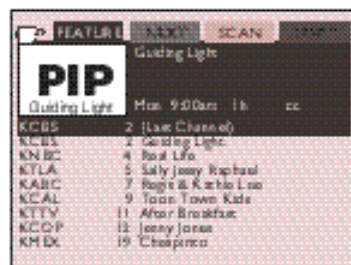 FEATURE NEXT SCAN
Guiding Light
PIP
Guiding Light Mon 9:00am 1h cc
KCBS 2 (Last Channel)
KCBS 2 Guiding Light
KNBC 4 Real Life
KTLA 5 Sally Jessy Raphael
KABC 7 Regis & Kathie Lee
KCAL 9 Toon Town Kids
KTTV 11 After Breakfast
KCOP 13 Jenny Jones
KMEX 19 Chespirito